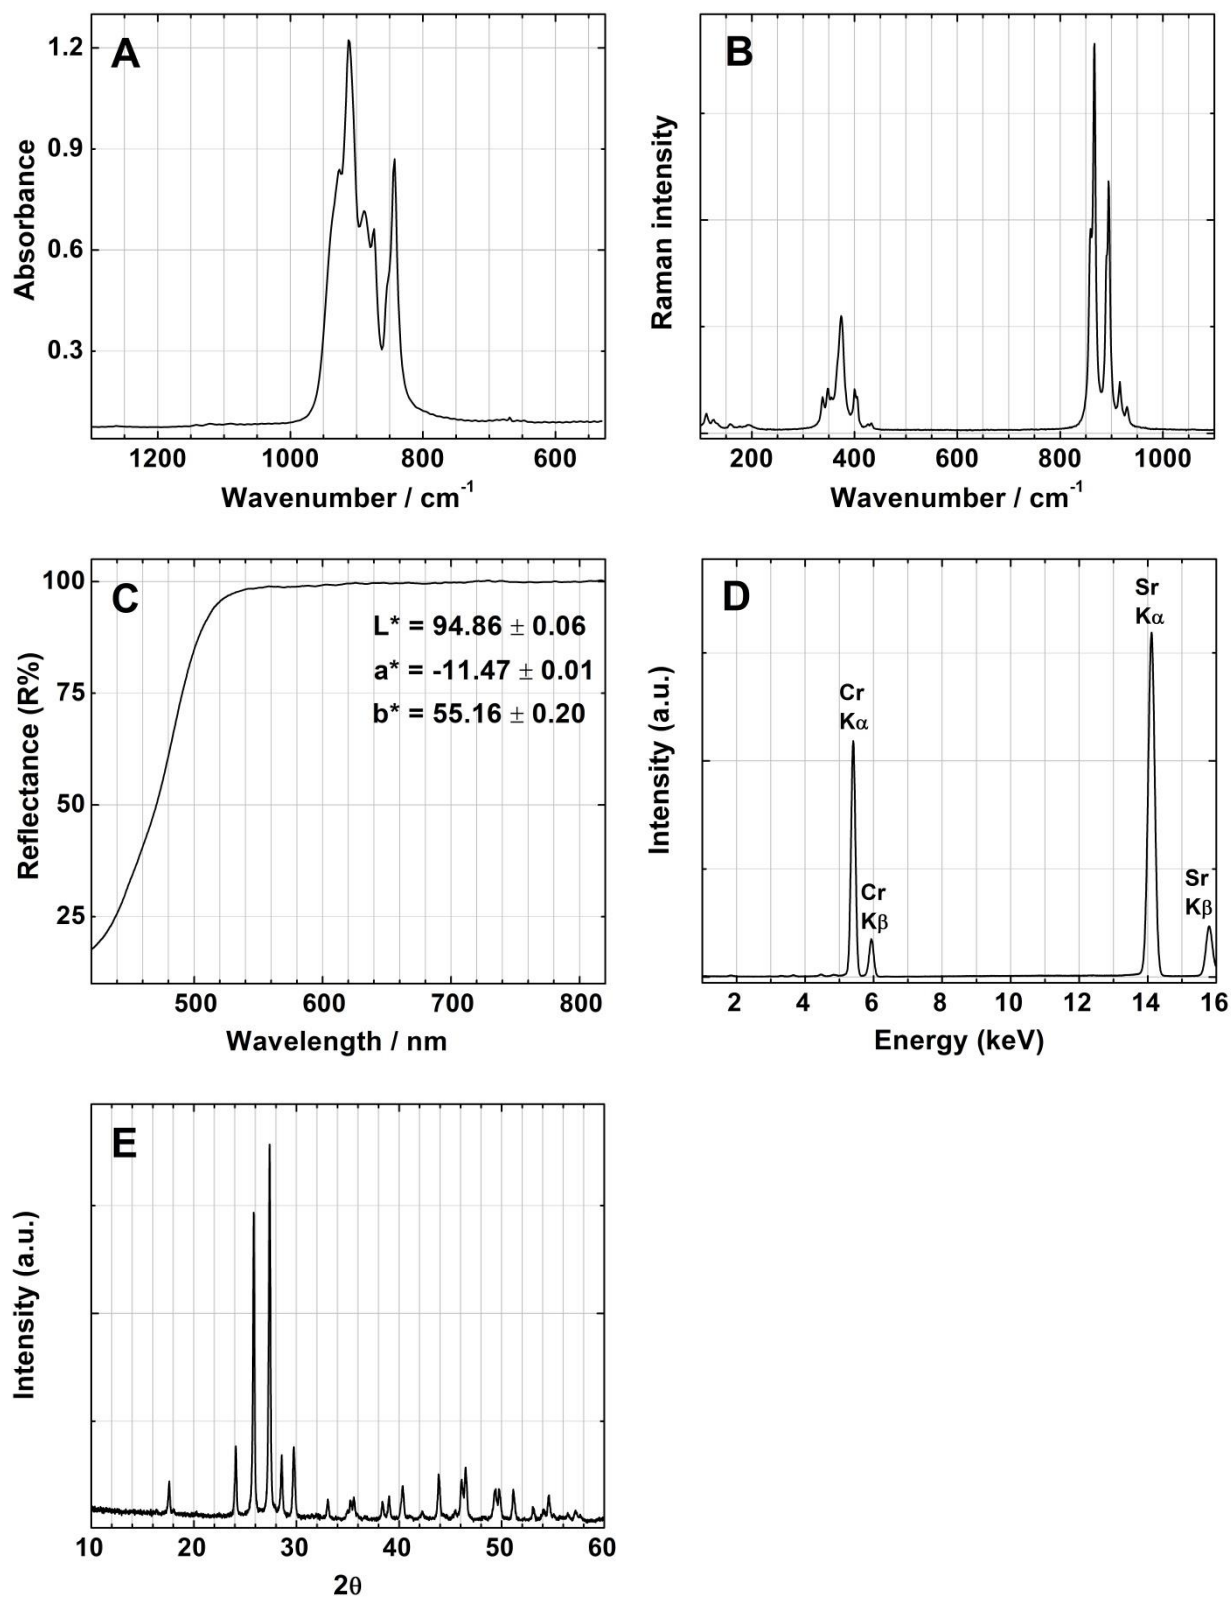 A
1.2
0.9
0.6
0.3
Absorbance
1200
1000
800
600
Wavenumber / cm-1
B
Raman intensity
200
400
600
800
1000
Wavenumber / cm-1
C
100
75
50
25
Reflectance (R%)
L* = 94.86 ± 0.06
a* = -11.47 ± 0.01
b* = 55.16 ± 0.20
500
600
700
800
Wavelength / nm
D
Intensity (a.u.)
Cr
Kα
Cr
Kβ
Sr
Kα
Sr
Kβ
2
4
6
8
10
12
14
16
Energy (keV)
E
Intensity (a.u.)
10
20
30
40
50
60
2θ